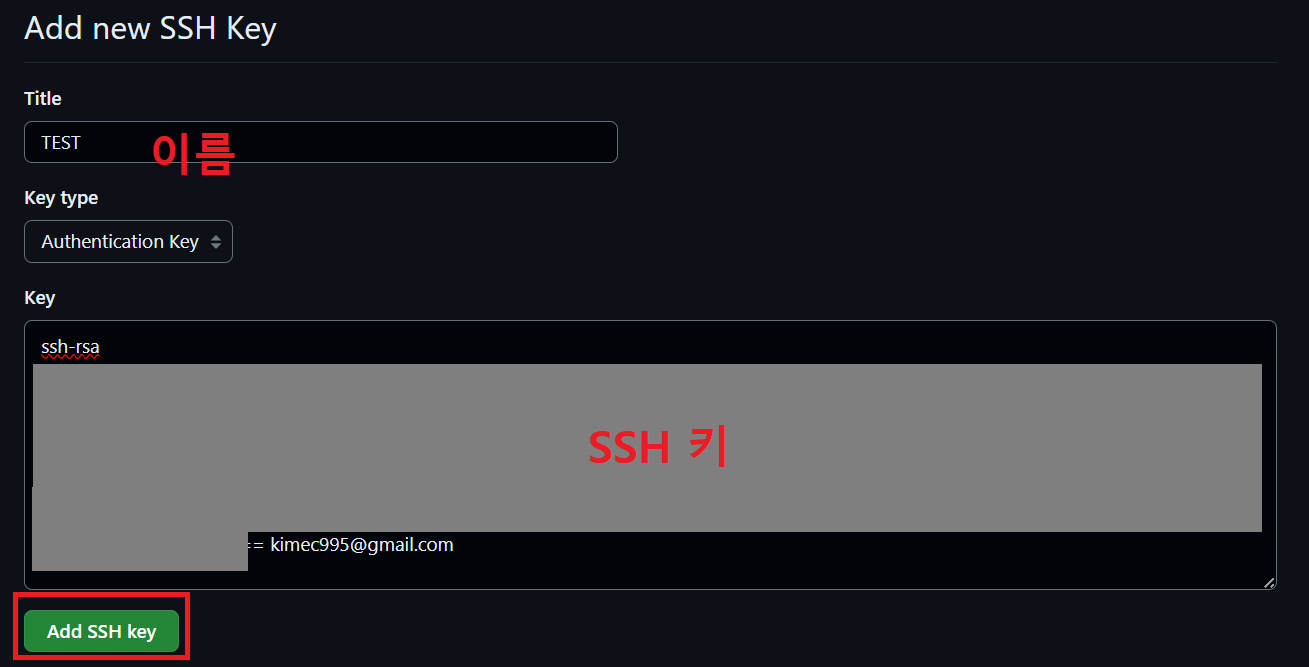 Add new SSH Key
Title
TEST
이름
Key type
Authentication Key
Key
ssh-rsa
SSH 키
== kimec995@gmail.com
Add SSH key